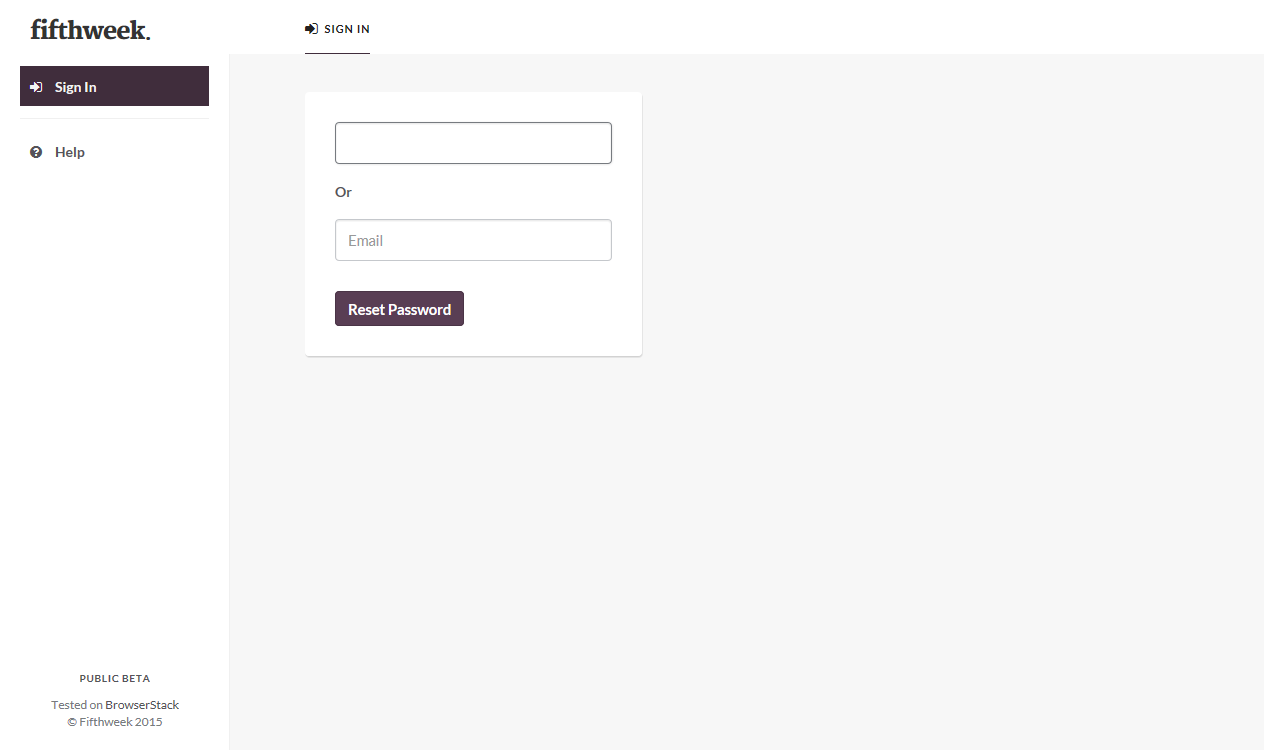 fifthweek.
SIGN IN
Sign In
Help
Or
Email
Reset Password
PUBLIC BETA
Tested on BrowserStack
© Fifthweek 2015